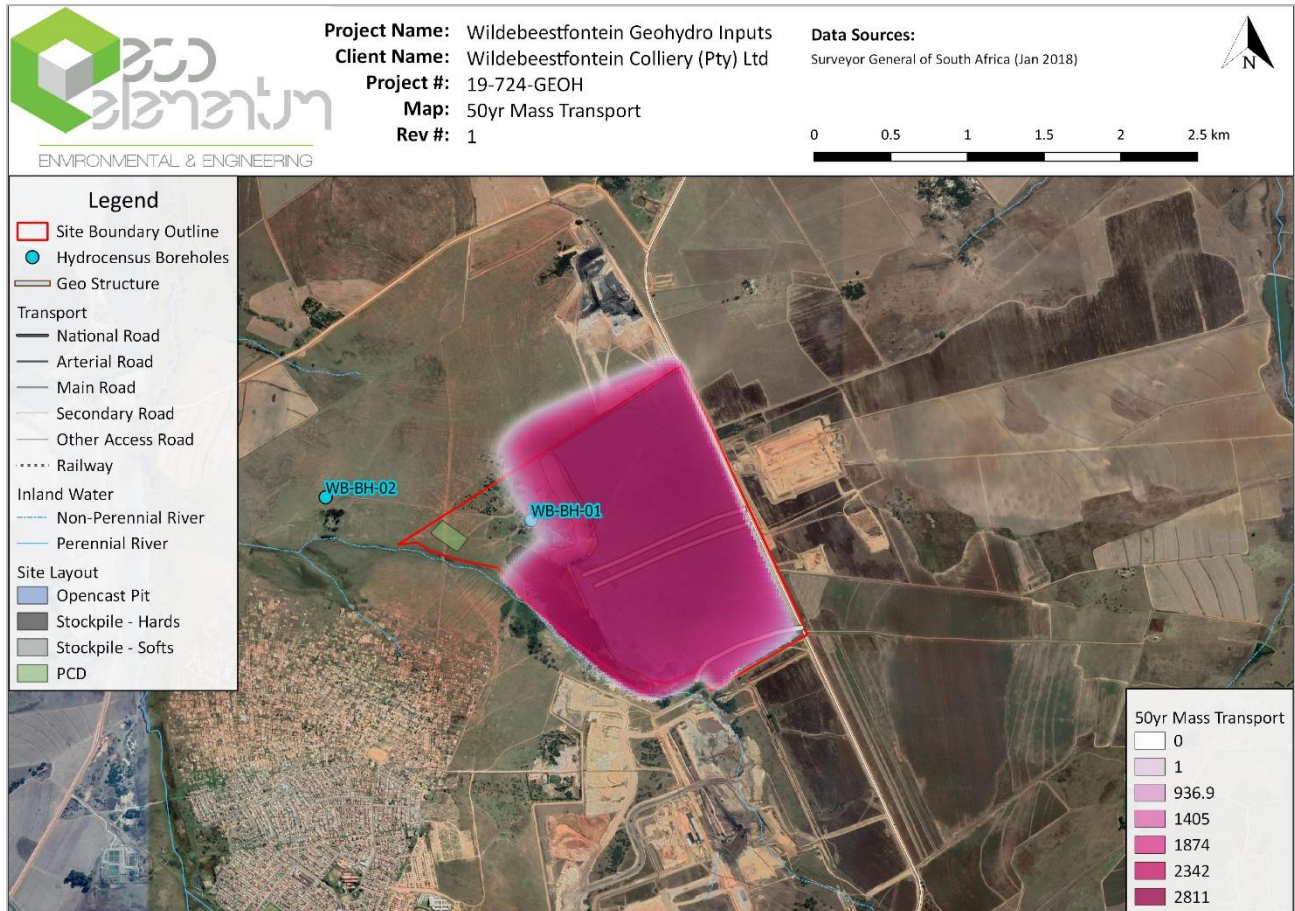 eco
elementum
ENVIRONMENTAL & ENGINEERING
Project Name: Wildebeestfontein Geohydro Inputs
Client Name: Wildebeestfontein Colliery (Pty) Ltd
Project #: 19-724-GEOH
Map: 50yr Mass Transport
Rev #: 1
Data Sources:
Surveyor General of South Africa (Jan 2018)
N
0 0.5 1 1.5 2 2.5 km
Legend
Site Boundary Outline
Hydrocensus Boreholes
Geo Structure
Transport
National Road
Arterial Road
Main Road
Secondary Road
Other Access Road
Railway
Inland Water
Non-Perennial River
Perennial River
Site Layout
Opencast Pit
Stockpile - Hards
Stockpile - Softs
PCD
WB-BH-02
WB-BH-01
50yr Mass Transport
0
1
936.9
1405
1874
2342
2811